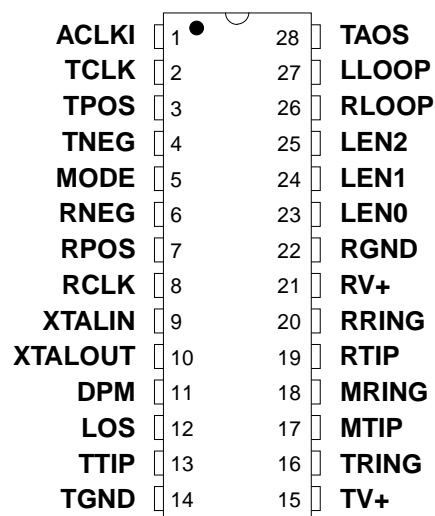 ACLKI 1 28 TAOS
TCLK 2 27 LLOOP
TPOS 3 26 RLOOP
TNEG 4 25 LEN2
MODE 5 24 LEN1
RNEG 6 23 LEN0
RPOS 7 22 RGND
RCLK 8 21 RV+
XTALIN 9 20 RRING
XTALOUT 10 19 RTIP
DPM 11 18 MRING
LOS 12 17 MTIP
TTIP 13 16 TRING
TGND 14 15 TV+